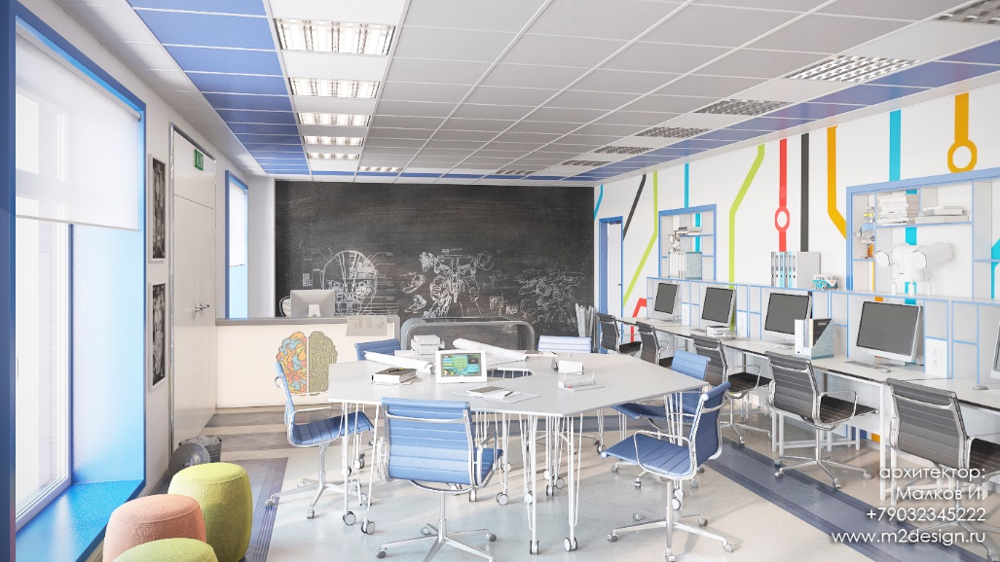 архитектор:
Малков И.
+79032345222
www.m2design.ru